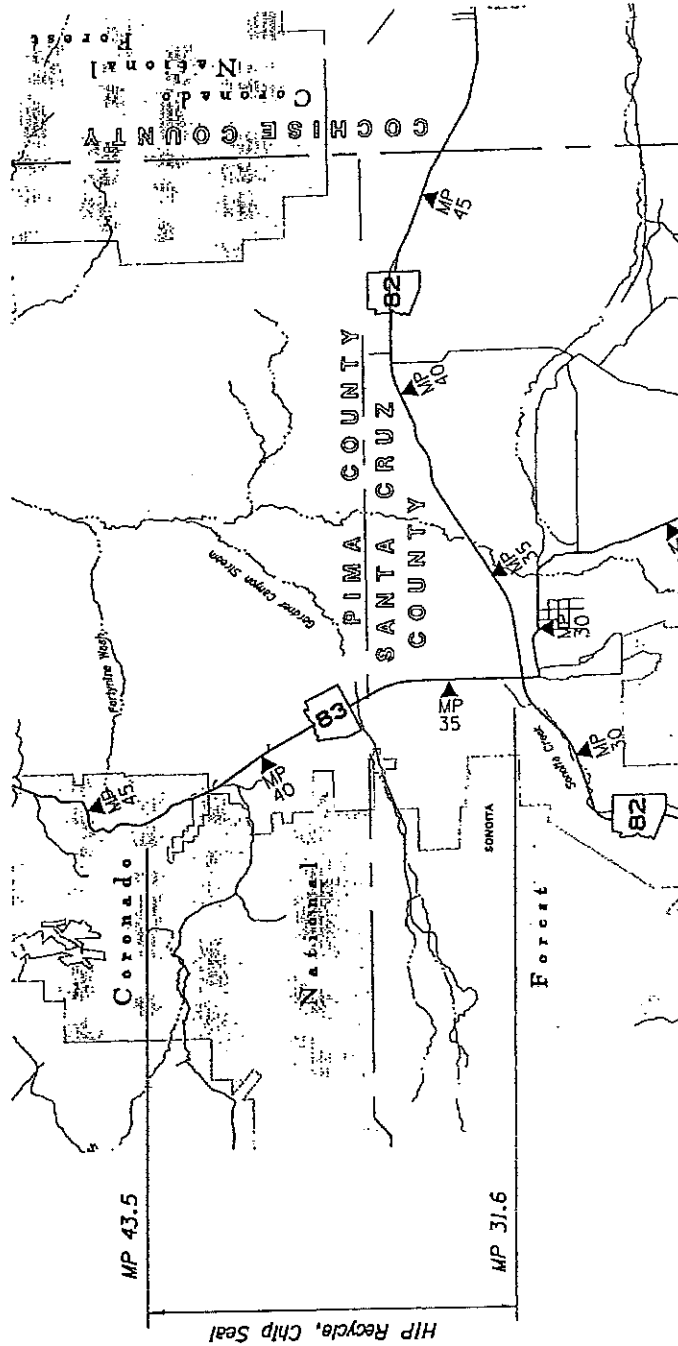 Forest
National
Coronado
COCHISE COUNTY
MP
45
82
MP
40
PIMA COUNTY
SANTA CRUZ
COUNTY
Gardner Canyon Stream
Fortynine Wash
MP
35
MP
30
83
MP
35
MP
40
MP
45
Sonoita Creek
MP
30
82
SONOITA
Coronado
National
Forest
MP 43.5
MP 31.6
HIP Recycle, Chip Seal